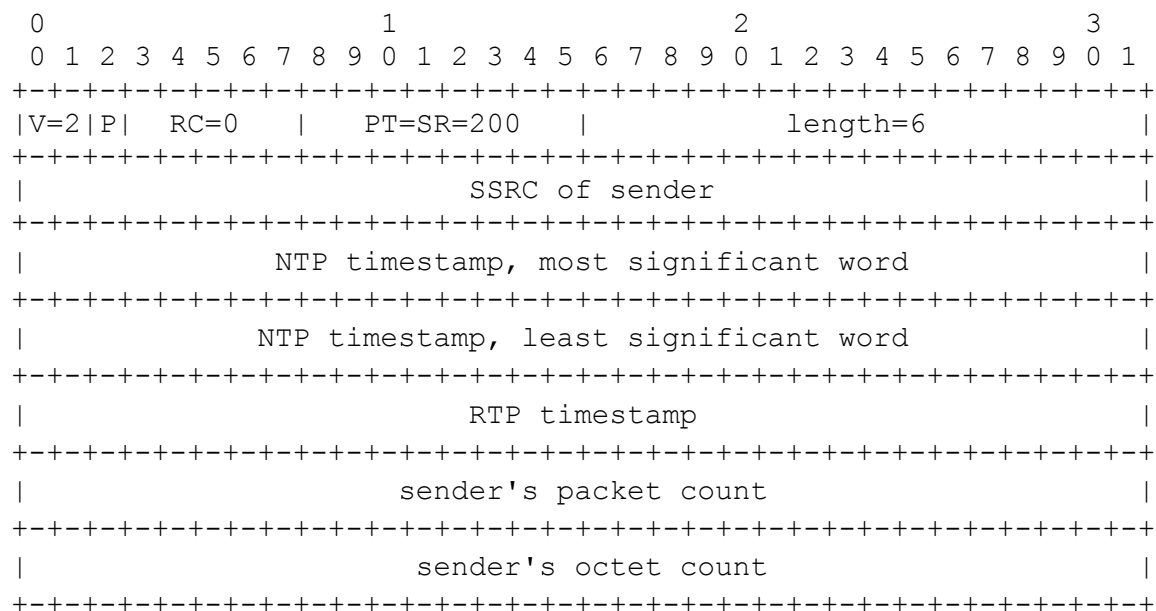 0                   1                   2                   3
 0 1 2 3 4 5 6 7 8 9 0 1 2 3 4 5 6 7 8 9 0 1 2 3 4 5 6 7 8 9 0 1
+-+-+-+-+-+-+-+-+-+-+-+-+-+-+-+-+-+-+-+-+-+-+-+-+-+-+-+-+-+-+-+-+
|V=2|P|  RC=0   |   PT=SR=200   |           length=6            |
+-+-+-+-+-+-+-+-+-+-+-+-+-+-+-+-+-+-+-+-+-+-+-+-+-+-+-+-+-+-+-+-+
|                         SSRC of sender                        |
+-+-+-+-+-+-+-+-+-+-+-+-+-+-+-+-+-+-+-+-+-+-+-+-+-+-+-+-+-+-+-+-+
|              NTP timestamp, most significant word             |
+-+-+-+-+-+-+-+-+-+-+-+-+-+-+-+-+-+-+-+-+-+-+-+-+-+-+-+-+-+-+-+-+
|             NTP timestamp, least significant word             |
+-+-+-+-+-+-+-+-+-+-+-+-+-+-+-+-+-+-+-+-+-+-+-+-+-+-+-+-+-+-+-+-+
|                         RTP timestamp                         |
+-+-+-+-+-+-+-+-+-+-+-+-+-+-+-+-+-+-+-+-+-+-+-+-+-+-+-+-+-+-+-+-+
|                     sender's packet count                     |
+-+-+-+-+-+-+-+-+-+-+-+-+-+-+-+-+-+-+-+-+-+-+-+-+-+-+-+-+-+-+-+-+
|                      sender's octet count                     |
+-+-+-+-+-+-+-+-+-+-+-+-+-+-+-+-+-+-+-+-+-+-+-+-+-+-+-+-+-+-+-+-+